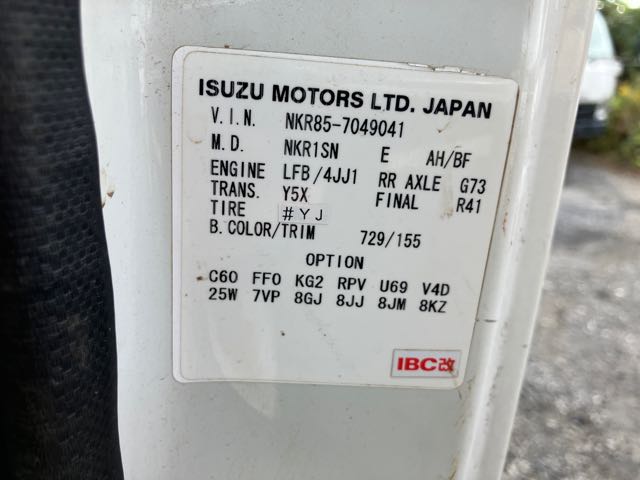 ISUZU MOTORS LTD. JAPAN
V.I.N. NKR85-7049041
M.D. NKR1SN E AH/BF
ENGINE LFB/4JJ1 RR AXLE G73
TRANS. Y5X FINAL R41
TIRE #YJ
B.COLOR/TRIM 729/155
OPTION
C60 FF0 KG2 RPV U69 V4D
25W 7VP 8GJ 8JJ 8JM 8KZ
IBC改